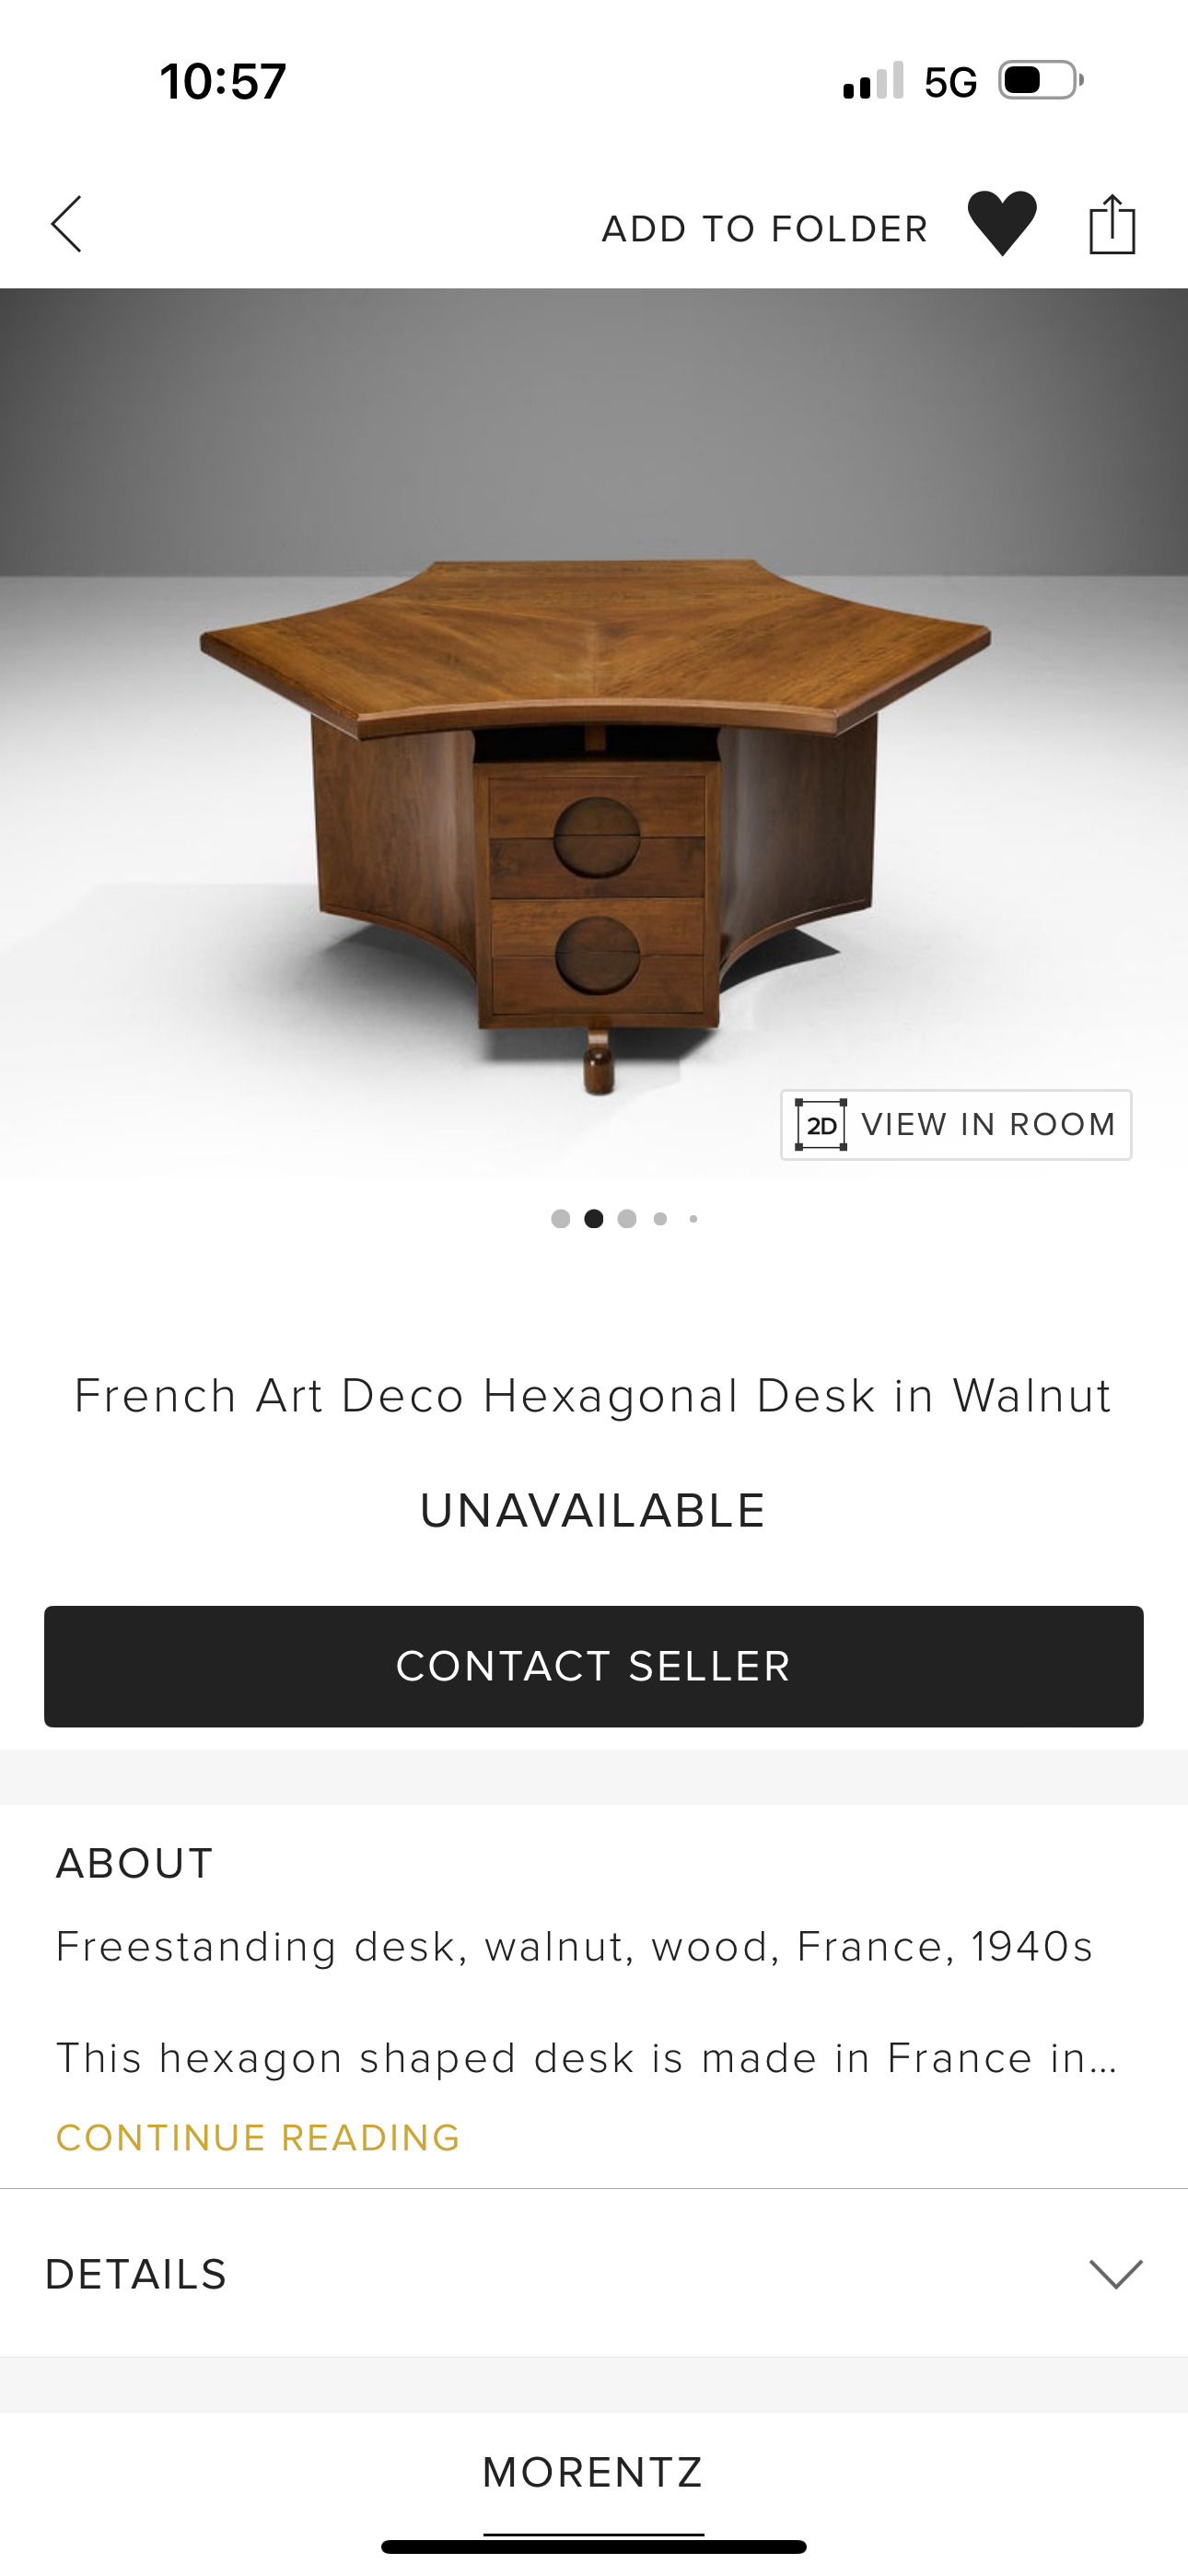 10:57
5G
ADD TO FOLDER
2D VIEW IN ROOM
French Art Deco Hexagonal Desk in Walnut
UNAVAILABLE
CONTACT SELLER
ABOUT
Freestanding desk, walnut, wood, France, 1940s
This hexagon shaped desk is made in France in...
CONTINUE READING
DETAILS
MORENTZ